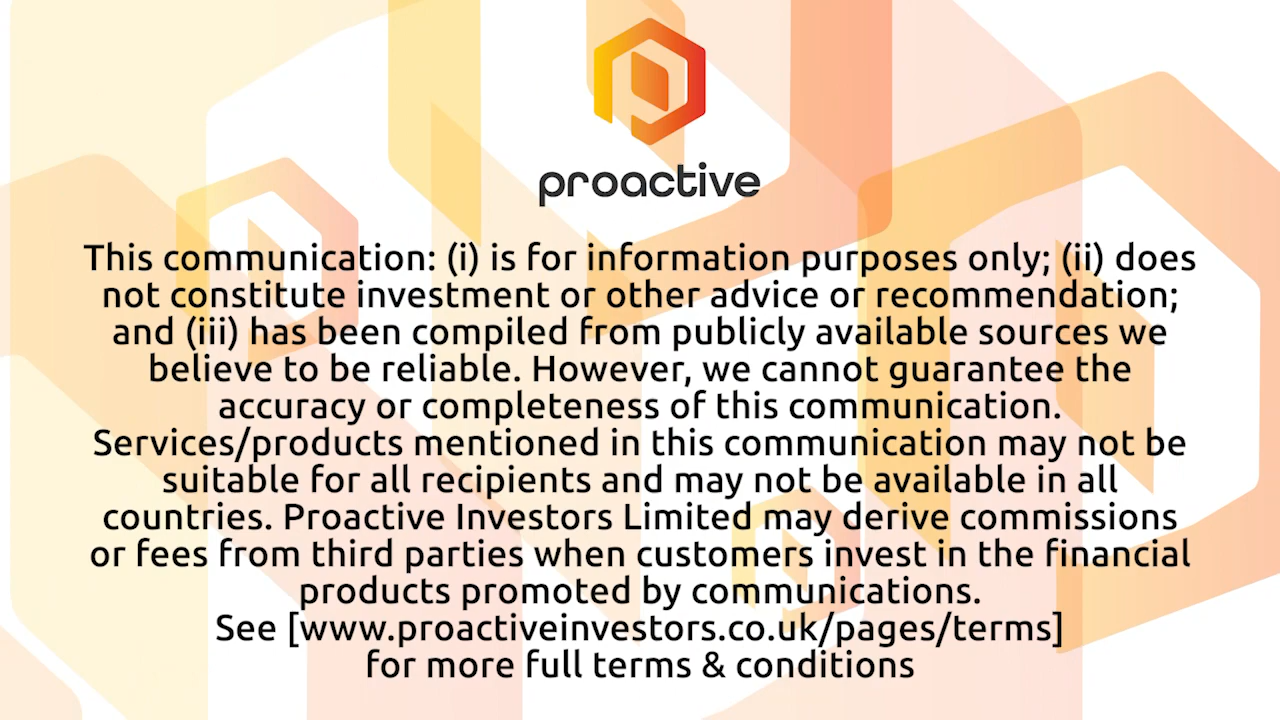 proactive
This communication: (i) is for information purposes only; (ii) does
not constitute investment or other advice or recommendation;
and (iii) has been compiled from publicly available sources we
believe to be reliable. However, we cannot guarantee the
accuracy or completeness of this communication.
Services/products mentioned in this communication may not be
suitable for all recipients and may not be available in all
countries. Proactive Investors Limited may derive commissions
or fees from third parties when customers invest in the financial
products promoted by communications.
See [www.proactiveinvestors.co.uk/pages/terms]
for more full terms & conditions